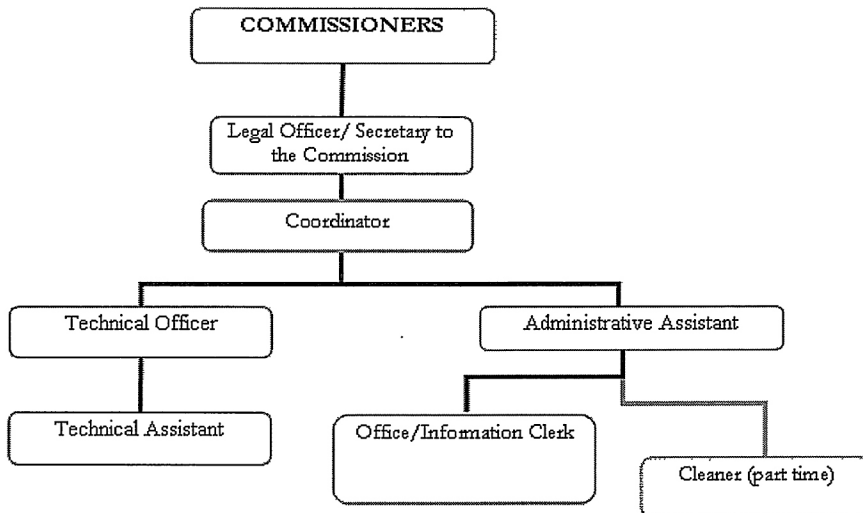 COMMISSIONERS
Legal Officer/ Secretary to
the Commission
Coordinator
Technical Officer
Administrative Assistant
Technical Assistant
Office/Information Clerk
Cleaner (part time)